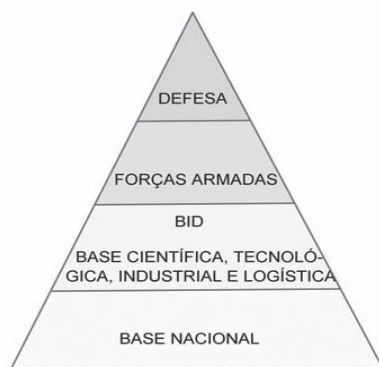 DEFESA
FORÇAS ARMADAS
BID
BASE CIENTÍFICA, TECNOLÓ-
GICA, INDUSTRIAL E LOGÍSTICA
BASE NACIONAL